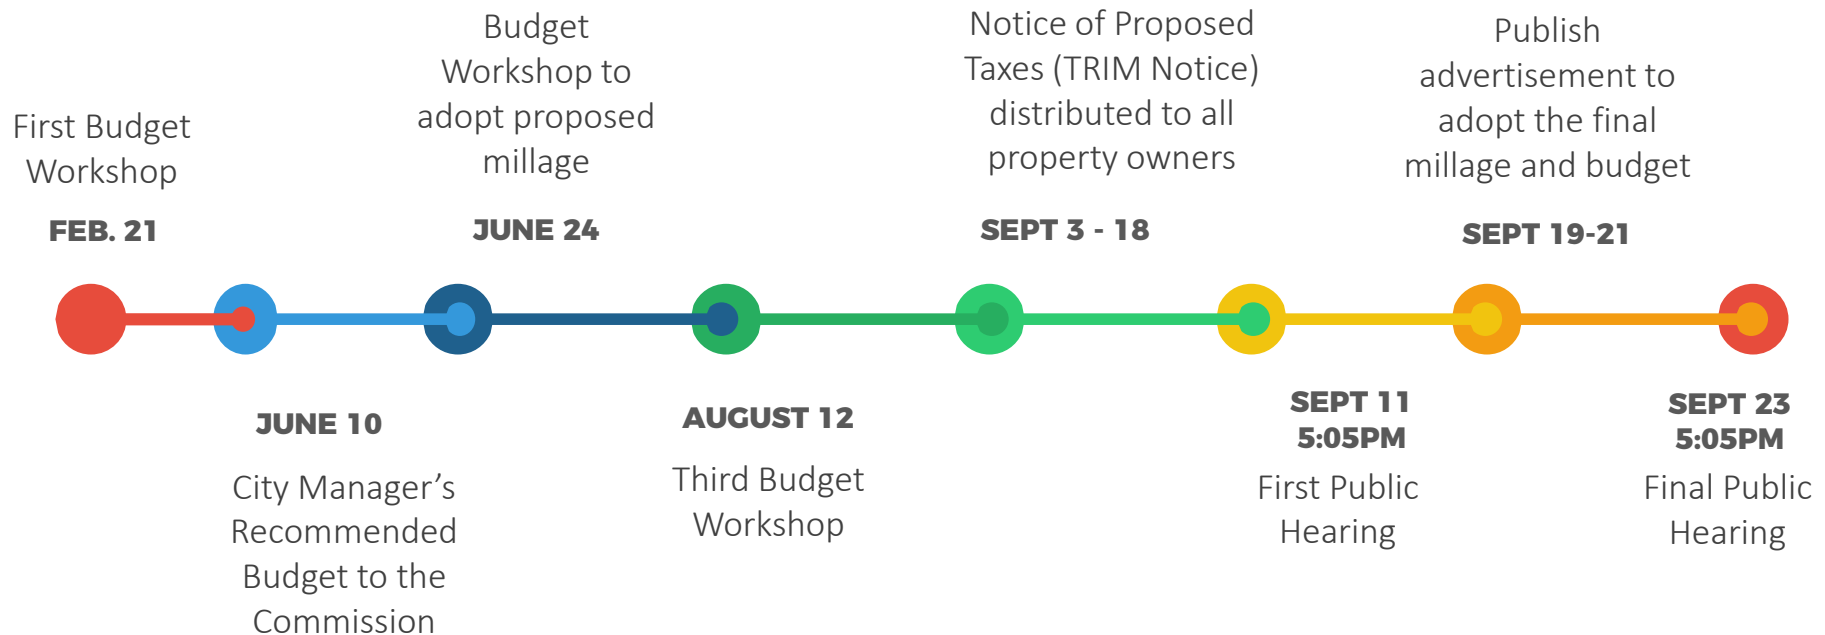 First Budget
Workshop
FEB. 21
JUNE 10
City Manager’s
Recommended
Budget to the
Commission
Budget
Workshop to
adopt proposed
millage
JUNE 24
AUGUST 12
Third Budget
Workshop
Notice of Proposed
Taxes (TRIM Notice)
distributed to all
property owners
SEPT 3 - 18
SEPT 11
5:05PM
First Public
Hearing
Publish
advertisement to
adopt the final
millage and budget
SEPT 19-21
SEPT 23
5:05PM
Final Public
Hearing